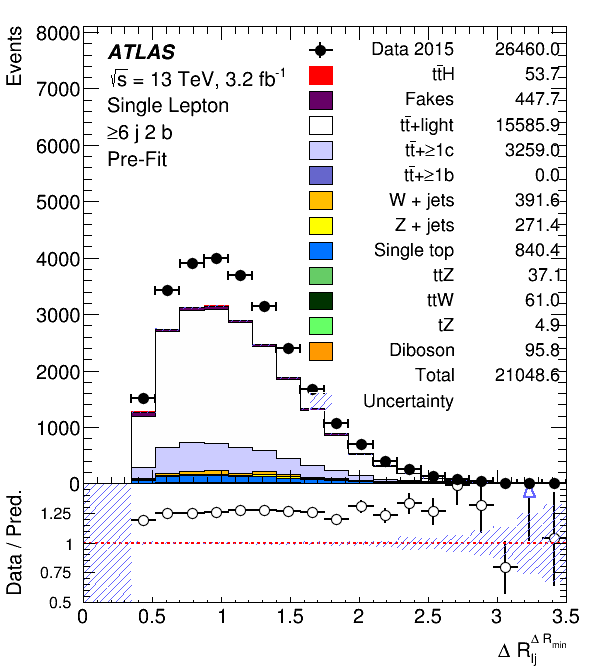 Events
8000
7000
6000
5000
4000
3000
2000
1000
0
ATLAS
√s = 13 TeV, 3.2 fb-1
Single Lepton
≥6 j 2 b
Pre-Fit
Data 2015 26460.0
tt̄H 53.7
Fakes 447.7
tt̄+light 15585.9
tt̄+≥1c 3259.0
tt̄+≥1b 0.0
W + jets 391.6
Z + jets 271.4
Single top 840.4
ttZ 37.1
ttW 61.0
tZ 4.9
Diboson 95.8
Total 21048.6
Uncertainty
Data / Pred.
1.25
1
0.75
0.5
0 0.5 1 1.5 2 2.5 3 3.5
Δ R lj Δ R min